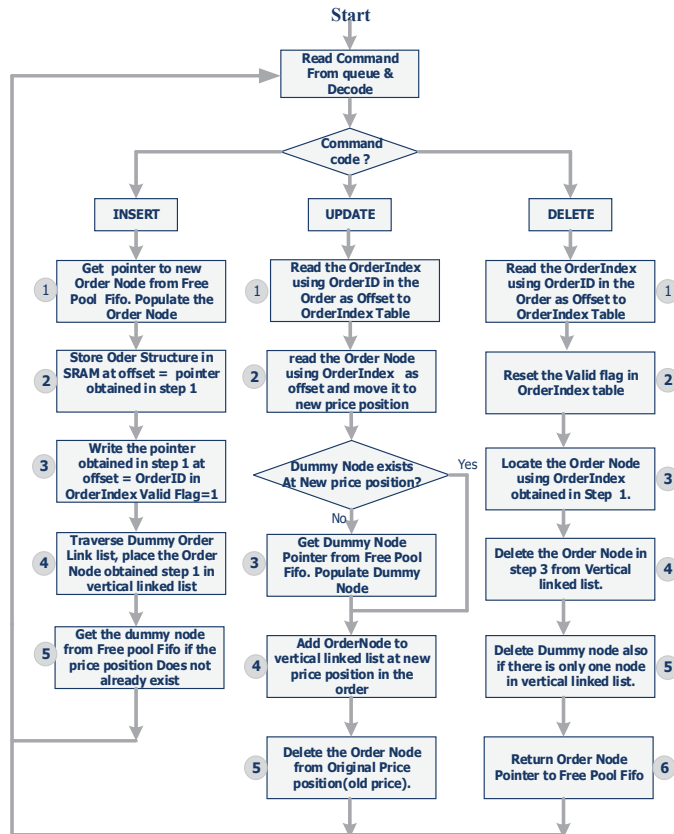 Start
Read Command
From queue &
Decode
Command
code ?
INSERT
UPDATE
DELETE
1
Get pointer to new
Order Node from Free
Pool Fifo. Populate the
Order Node
2
Store Oder Structure in
SRAM at offset = pointer
obtained in step 1
3
Write the pointer
obtained in step 1 at
offset = OrderID in
OrderIndex Valid Flag=1
4
Traverse Dummy Order
Link list, place the Order
Node obtained step 1 in
vertical linked list
5
Get the dummy node
from Free pool Fifo if the
price position Does not
already exist
1
Read the OrderIndex
using OrderID in the
Order as Offset to
OrderIndex Table
2
read the Order Node
using OrderIndex as
offset and move it to
new price position
Dummy Node exists
At New price position?
Yes
No
3
Get Dummy Node
Pointer from Free Pool
Fifo. Populate Dummy
Node
4
Add OrderNode to
vertical linked list at new
price position in the
order
5
Delete the Order Node
from Original Price
position(old price).
Read the OrderIndex
using OrderID in the
Order as Offset to
OrderIndex Table
1
Reset the Valid flag in
OrderIndex table
2
Locate the Order Node
using OrderIndex
obtained in Step 1.
3
Delete the Order Node in
step 3 from Vertical
linked list.
4
Delete Dummy node also
if there is only one node
in vertical linked list.
5
Return Order Node
Pointer to Free Pool Fifo
6